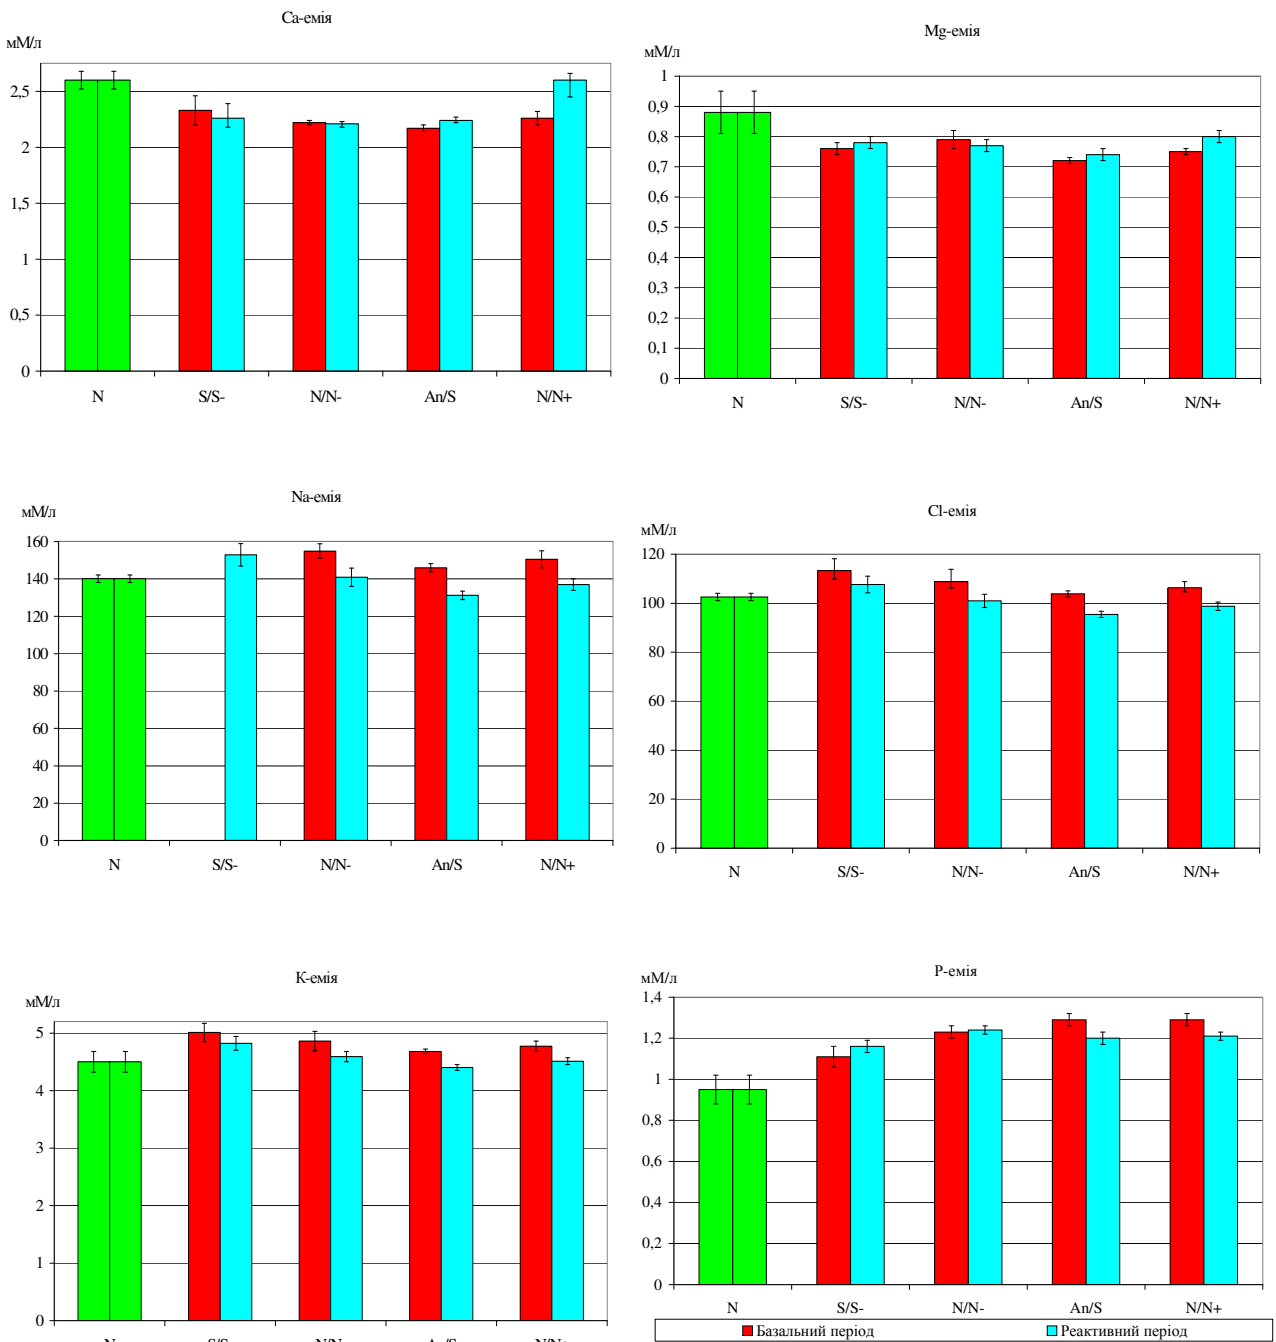 Ca-емія
мМ/л
2,5
2
1,5
1
0,5
0
N S/S- N/N- An/S N/N+
Mg-емія
мМ/л
1
0,9
0,8
0,7
0,6
0,5
0,4
0,3
0,2
0,1
0
N S/S- N/N- An/S N/N+
Na-емія
мМ/л
160
140
120
100
80
60
40
20
0
N S/S- N/N- An/S N/N+
Cl-емія
мМ/л
120
100
80
60
40
20
0
N S/S- N/N- An/S N/N+
К-емія
мМ/л
5
4
3
2
1
0
N S/S- N/N- An/S N/N+
Р-емія
мМ/л
1,4
1,2
1
0,8
0,6
0,4
0,2
0
N S/S- N/N- An/S N/N+
Базальний період Реактивний період